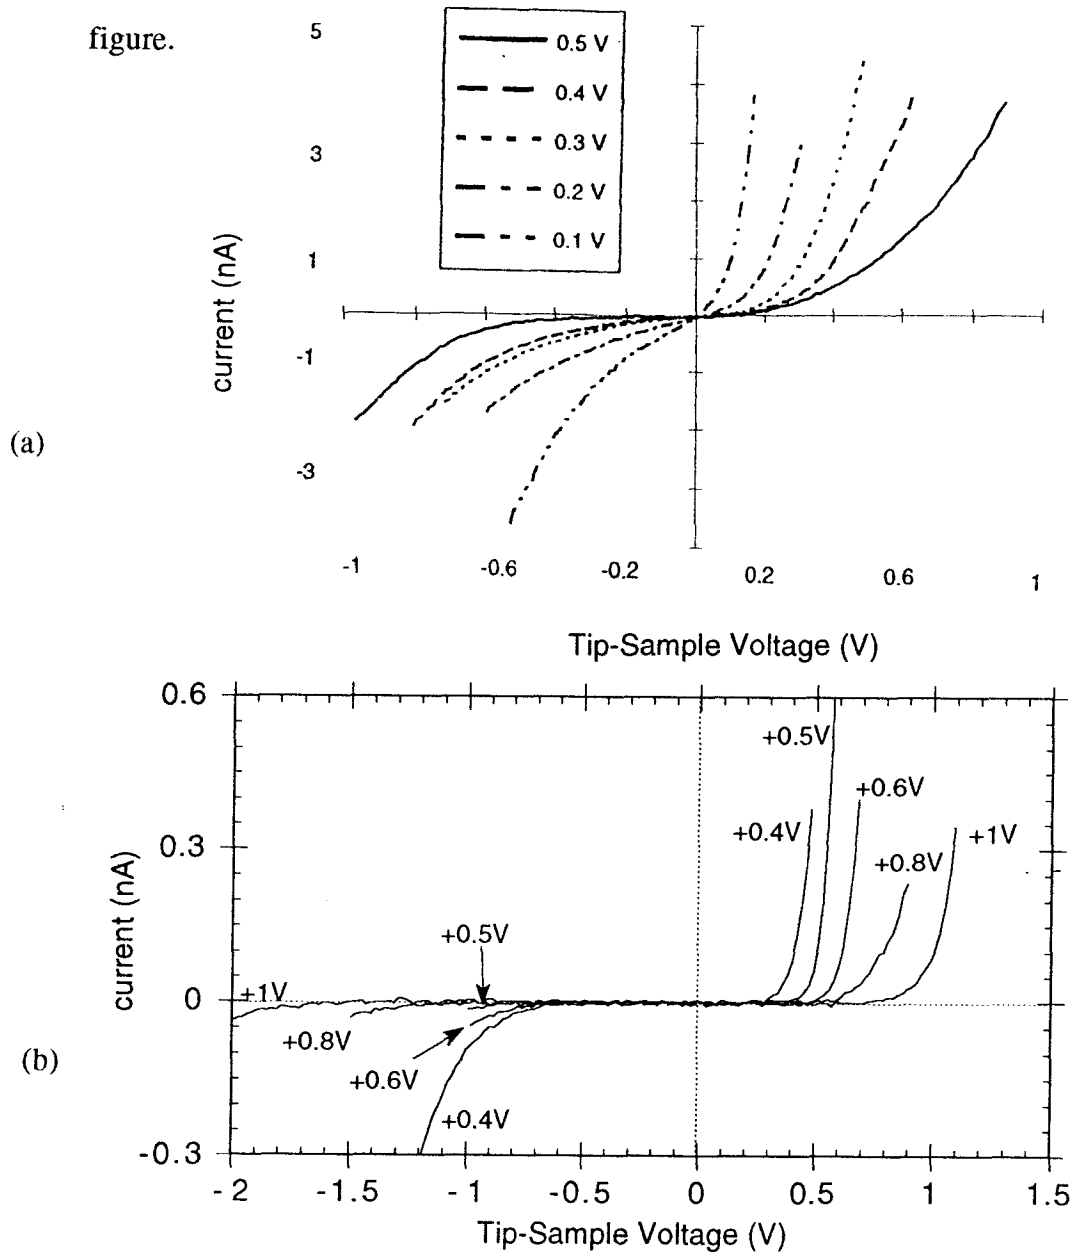 figure.
0.5 V
0.4 V
0.3 V
0.2 V
0.1 V
5
3
1
-1
-3
current (nA)
(a)
-1
-0.6
-0.2
0.2
0.6
1
Tip-Sample Voltage (V)
0.6
0.3
0
-0.3
current (nA)
(b)
+0.5V
+0.6V
+0.4V
+1V
+0.8V
+0.5V
+1V
+0.8V
+0.6V
+0.4V
-2
-1.5
-1
-0.5
0
0.5
1
1.5
Tip-Sample Voltage (V)